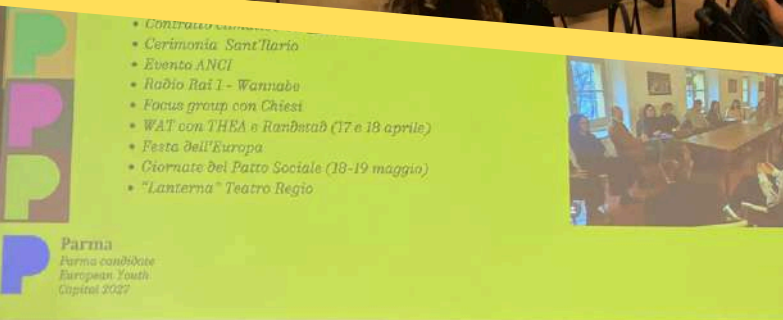 • Contratto
• Cerimonia Sant'Ilario
• Evento ANCI
• Radio Rai 1 - Wannabe
• Focus group con Chiesi
• WAT con THEA e Randstad (17 e 18 aprile)
• Festa dell'Europa
• Giornate del Patto Sociale (18-19 maggio)
• "Lanterna" Teatro Regio
Parma
Parma candidate
European Youth
Capital 2027